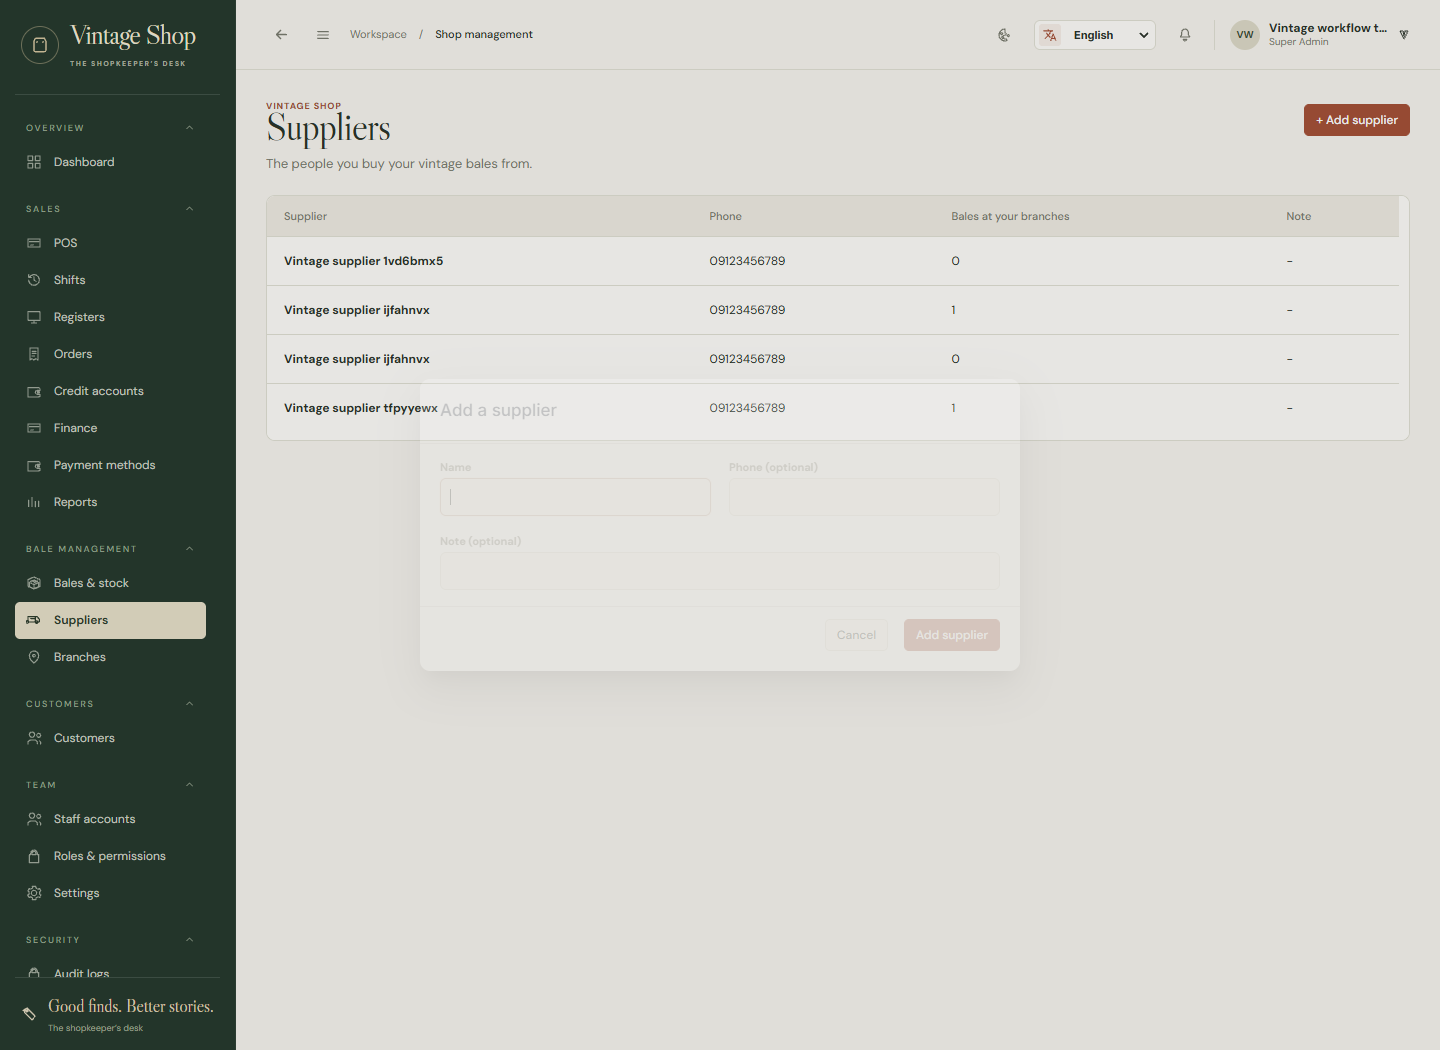 Vintage Shop
THE SHOPKEEPER'S DESK
OVERVIEW
Dashboard
SALES
POS
Shifts
Registers
Orders
Credit accounts
Finance
Payment methods
Reports
BALE MANAGEMENT
Bales & stock
Suppliers
Branches
CUSTOMERS
Customers
TEAM
Staff accounts
Roles & permissions
Settings
SECURITY
Audit logs
Good finds. Better stories.
The shopkeeper's desk
Workspace / Shop management
English
VW
Vintage workflow t...
Super Admin
VINTAGE SHOP
Suppliers
The people you buy your vintage bales from.
+ Add supplier
Supplier Phone Bales at your branches Note
Vintage supplier 1vd6bmx5 09123456789 0 -
Vintage supplier ijfahnvx 09123456789 1 -
Vintage supplier ijfahnvx 09123456789 0 -
Vintage supplier tfpyyewx 09123456789 1 -
Add a supplier
Name Phone (optional)
Note (optional)
Cancel Add supplier